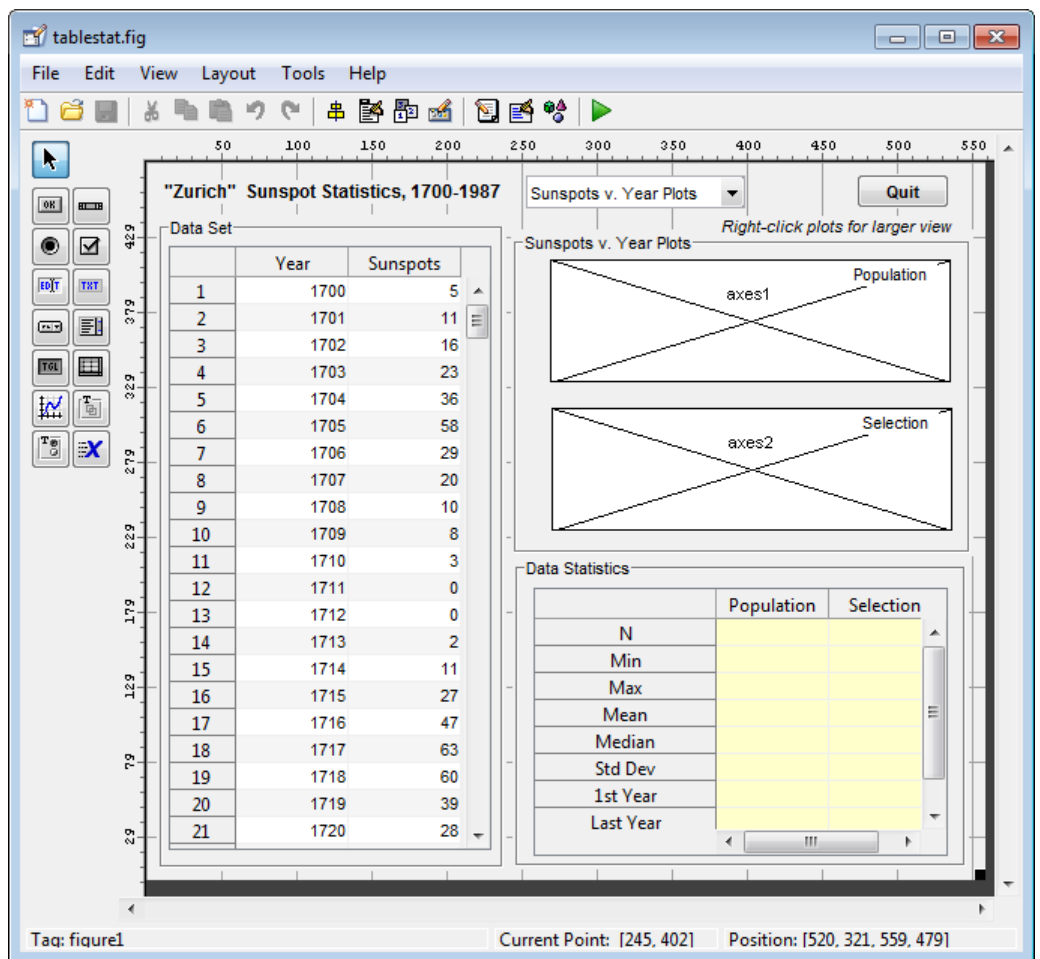 tablestat.fig
File Edit View Layout Tools Help
50 100 150 200 250 300 350 400 450 500 550
OK
EDIT TXT
TGL
429
379
329
279
229
179
129
79
29
"Zurich" Sunspot Statistics, 1700-1987
Sunspots v. Year Plots
Quit
Right-click plots for larger view
Data Set
Year Sunspots
1 1700 5
2 1701 11
3 1702 16
4 1703 23
5 1704 36
6 1705 58
7 1706 29
8 1707 20
9 1708 10
10 1709 8
11 1710 3
12 1711 0
13 1712 0
14 1713 2
15 1714 11
16 1715 27
17 1716 47
18 1717 63
19 1718 60
20 1719 39
21 1720 28
Sunspots v. Year Plots
Population
axes1
Selection
axes2
Data Statistics
Population Selection
N
Min
Max
Mean
Median
Std Dev
1st Year
Last Year
Tag: figure1 Current Point: [245, 402] Position: [520, 321, 559, 479]